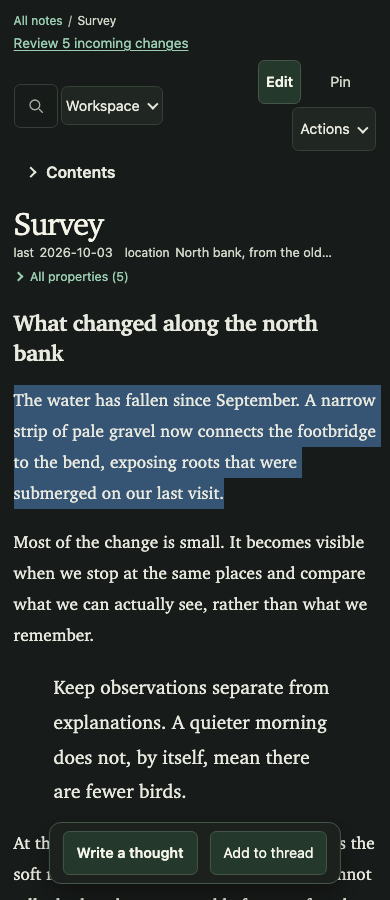 All notes / Survey
Review 5 incoming changes
Edit
Pin
Workspace
Actions
Contents
Survey
last 2026-10-03 location North bank, from the old...
All properties (5)
What changed along the north
bank
The water has fallen since September. A narrow
strip of pale gravel now connects the footbridge
to the bend, exposing roots that were
submerged on our last visit.
Most of the change is small. It becomes visible
when we stop at the same places and compare
what we can actually see, rather than what we
remember.
Keep observations separate from
explanations. A quieter morning
does not, by itself, mean there
are fewer birds.
Write a thought
Add to thread
the
soft